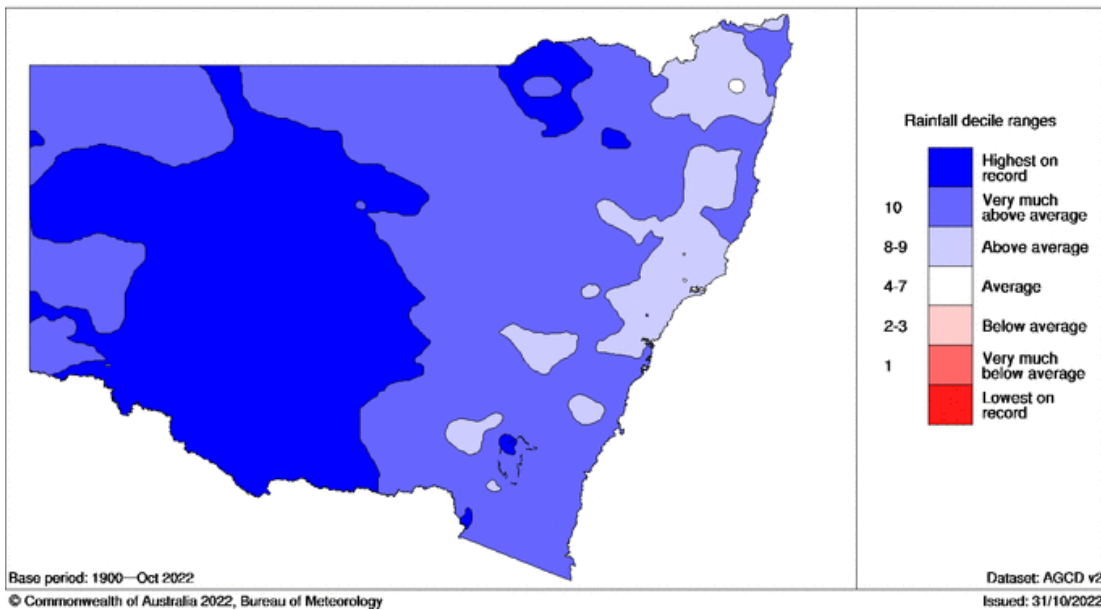 Rainfall decile ranges
Highest on
record
10
Very much
above average
8-9
Above average
4-7
Average
2-3
Below average
1
Very much
below average
Lowest on
record
Base period: 1900—Oct 2022
Dataset: AGCD v2
© Commonwealth of Australia 2022, Bureau of Meteorology
Issued: 31/10/2022